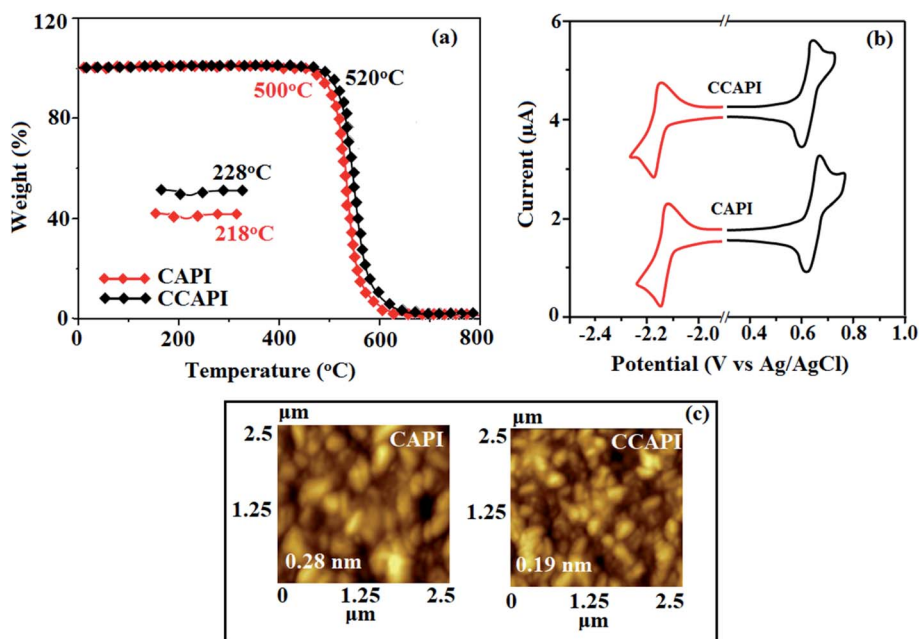 (a)
120
80
40
0
Weight (%)
500°C
520°C
228°C
218°C
CAPI
CCAPI
0 200 400 600 800
Temperature (°C)
(b)
6
4
2
0
Current (µA)
CCAPI
CAPI
-2.4 -2.2 -2.0 0.4 0.6 0.8 1.0
Potential (V vs Ag/AgCl)
(c)
µm
2.5
1.25
CAPI
0.28 nm
0 1.25 2.5
µm
µm
2.5
1.25
CCAPI
0.19 nm
0 1.25 2.5
µm